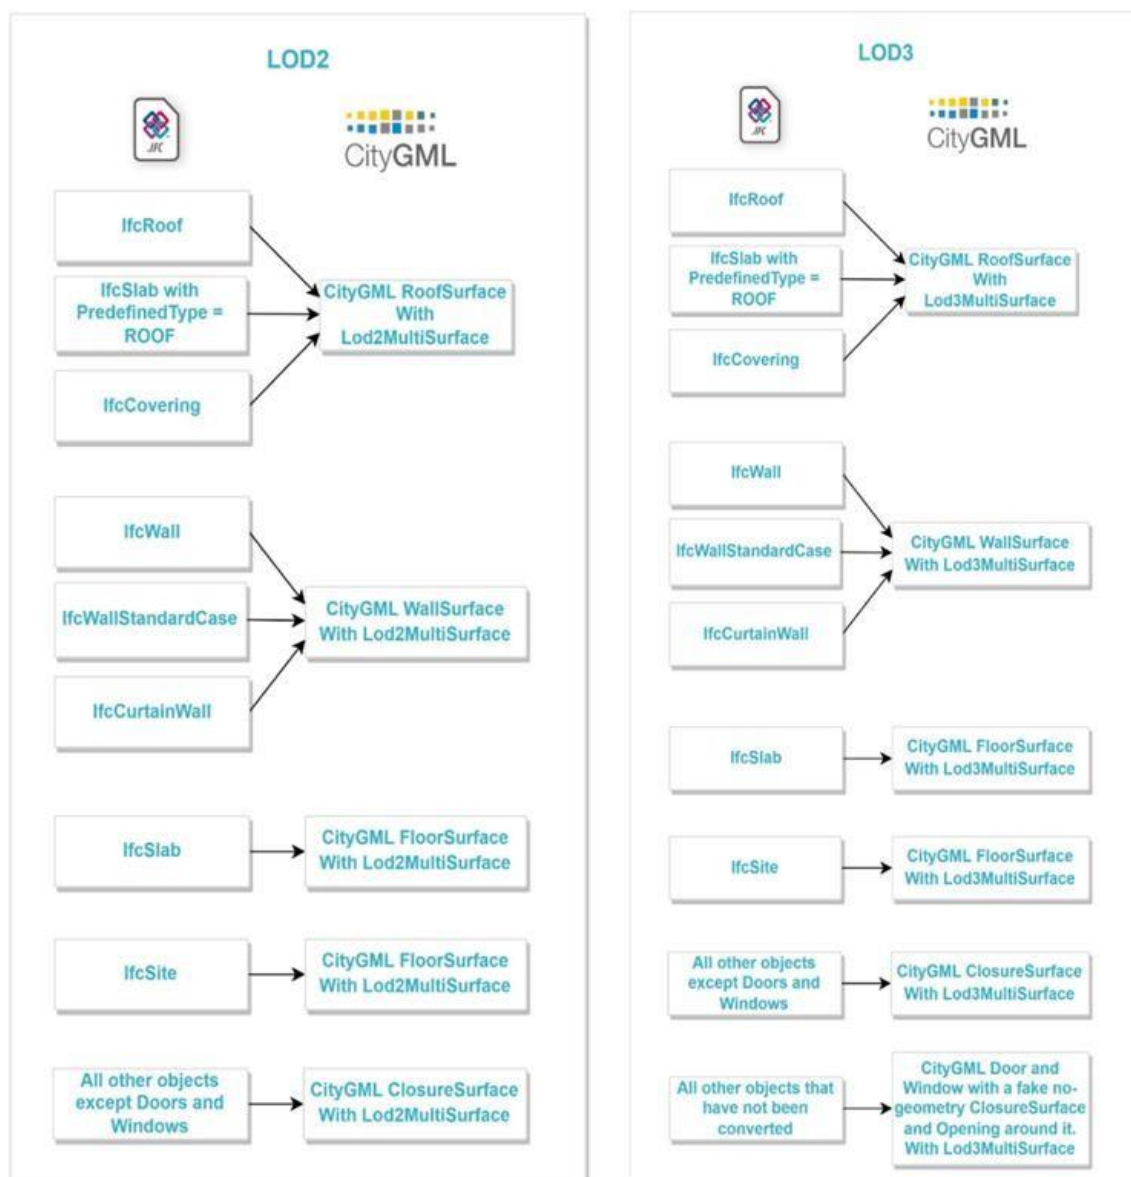 LOD2
.IFC
CityGML
IfcRoof
IfcSlab with
PredefinedType =
ROOF
IfcCovering
CityGML RoofSurface
With
Lod2MultiSurface
IfcWall
IfcWallStandardCase
IfcCurtainWall
CityGML WallSurface
With Lod2MultiSurface
IfcSlab
CityGML FloorSurface
With Lod2MultiSurface
IfcSite
CityGML FloorSurface
With Lod2MultiSurface
All other objects
except Doors and
Windows
CityGML ClosureSurface
With Lod2MultiSurface
LOD3
.IFC
CityGML
IfcRoof
IfcSlab with
PredefinedType =
ROOF
IfcCovering
CityGML RoofSurface
With
Lod3MultiSurface
IfcWall
IfcWallStandardCase
IfcCurtainWall
CityGML WallSurface
With Lod3MultiSurface
IfcSlab
CityGML FloorSurface
With Lod3MultiSurface
IfcSite
CityGML FloorSurface
With Lod3MultiSurface
All other objects
except Doors and
Windows
CityGML ClosureSurface
With Lod3MultiSurface
All other objects that
have not been
converted
CityGML Door and
Window with a fake no-
geometry ClosureSurface
and Opening around it.
With Lod3MultiSurface